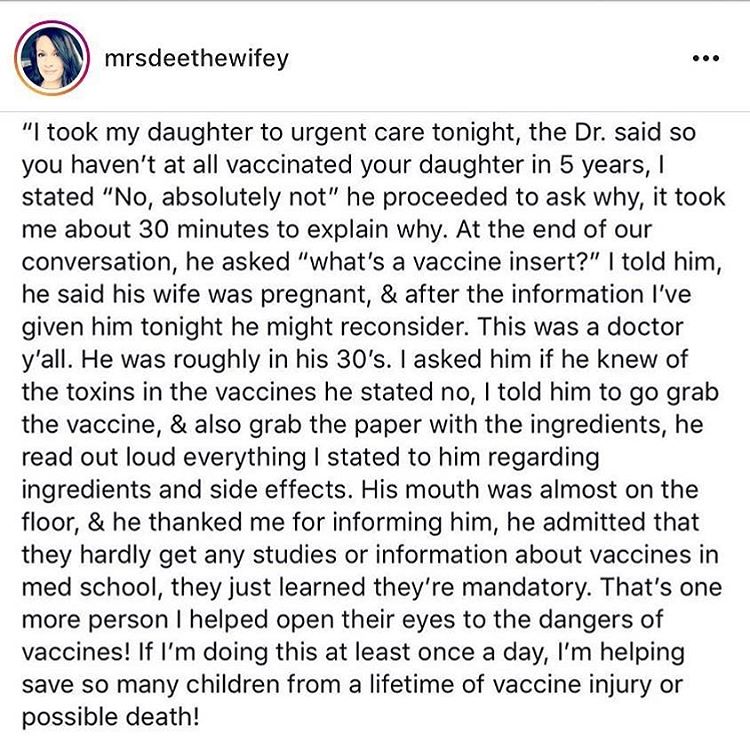 mrsdeethewifey
“I took my daughter to urgent care tonight, the Dr. said so
you haven’t at all vaccinated your daughter in 5 years, I
stated “No, absolutely not” he proceeded to ask why, it took
me about 30 minutes to explain why. At the end of our
conversation, he asked “what’s a vaccine insert?” I told him,
he said his wife was pregnant, & after the information I’ve
given him tonight he might reconsider. This was a doctor
y’all. He was roughly in his 30’s. I asked him if he knew of
the toxins in the vaccines he stated no, I told him to go grab
the vaccine, & also grab the paper with the ingredients, he
read out loud everything I stated to him regarding
ingredients and side effects. His mouth was almost on the
floor, & he thanked me for informing him, he admitted that
they hardly get any studies or information about vaccines in
med school, they just learned they’re mandatory. That’s one
more person I helped open their eyes to the dangers of
vaccines! If I’m doing this at least once a day, I’m helping
save so many children from a lifetime of vaccine injury or
possible death!